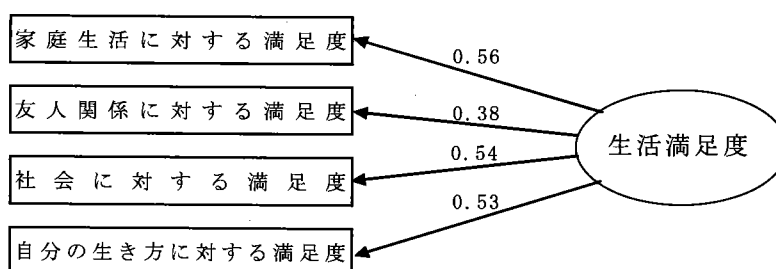 家庭生活に対する満足度
0.56
友人関係に対する満足度
0.38
生活満足度
社会に対する満足度
0.54
0.53
自分の生き方に対する満足度